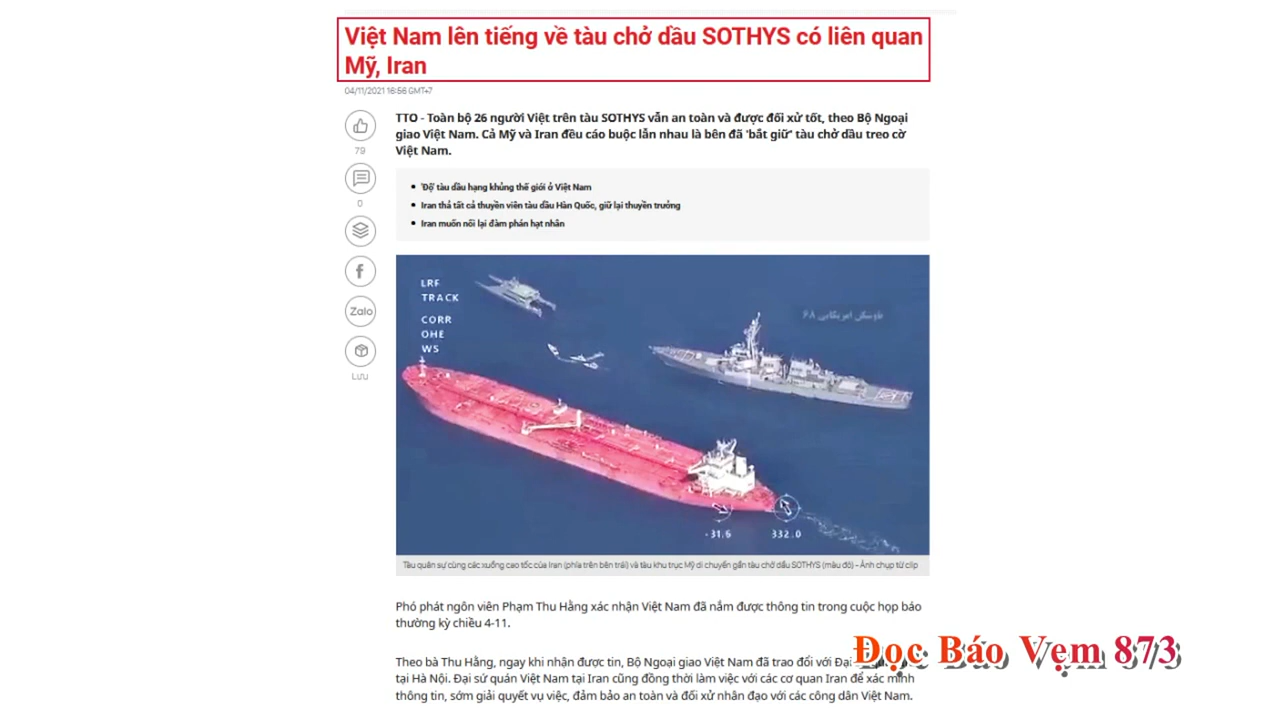 Việt Nam lên tiếng về tàu chở dầu SOTHYS có liên quan
Mỹ, Iran
04/11/2021 16:56 GMT+7
TTO - Toàn bộ 26 người Việt trên tàu SOTHYS vẫn an toàn và được đối xử tốt, theo Bộ Ngoại
giao Việt Nam. Cả Mỹ và Iran đều cáo buộc lẫn nhau là bên đã 'bắt giữ' tàu chở dầu treo cờ
Việt Nam.
79
0
Zalo
Lưu
'Độ' tàu dầu hạng khủng thế giới ở Việt Nam
Iran thả tất cả thuyền viên tàu dầu Hàn Quốc, giữ lại thuyền trưởng
Iran muốn nối lại đàm phán hạt nhân
LRF
TRACK
CORR
OHE
WS
-31.6
332.0
Tàu quân sự cùng các xuồng cao tốc của Iran (phía trên bên trái) và tàu khu trục Mỹ di chuyển gần tàu chở dầu SOTHYS (màu đỏ) - Ảnh chụp từ clip
Phó phát ngôn viên Phạm Thu Hằng xác nhận Việt Nam đã nắm được thông tin trong cuộc họp báo
thường kỳ chiều 4-11.
Theo bà Thu Hằng, ngay khi nhận được tin, Bộ Ngoại giao Việt Nam đã trao đổi với Đại
tại Hà Nội. Đại sứ quán Việt Nam tại Iran cũng đồng thời làm việc với các cơ quan Iran để xác minh
thông tin, sớm giải quyết vụ việc, đảm bảo an toàn và đối xử nhân đạo với các công dân Việt Nam.
Đọc Báo Vẹm 873